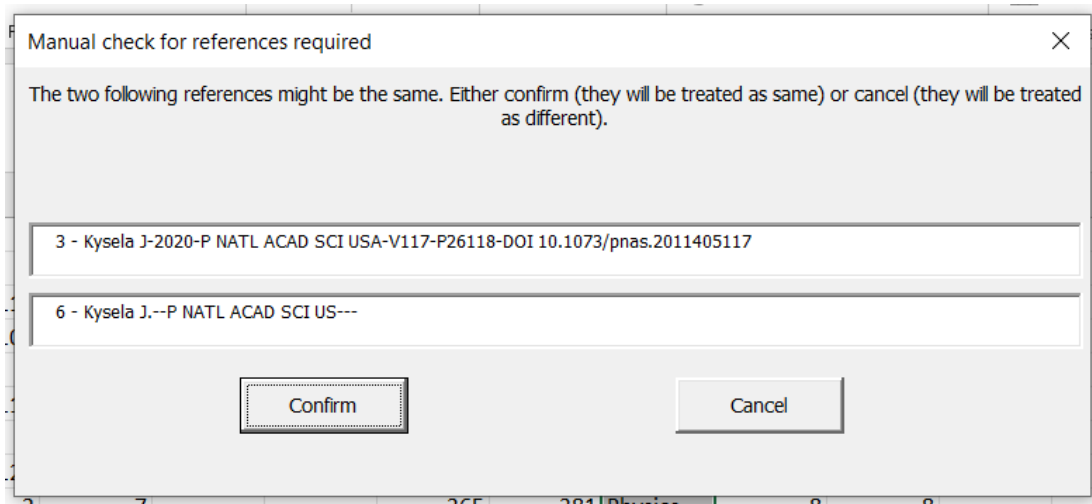 Manual check for references required
The two following references might be the same. Either confirm (they will be treated as same) or cancel (they will be treated
as different).
3 - Kysela J-2020-P NATL ACAD SCI USA-V117-P26118-DOI 10.1073/pnas.2011405117
6 - Kysela J.--P NATL ACAD SCI US---
Confirm Cancel